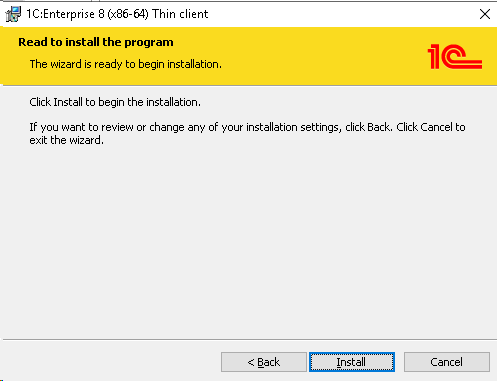 1C:Enterprise 8 (x86-64) Thin client
Ready to install the program
The wizard is ready to begin installation.
1C
Click Install to begin the installation.
If you want to review or change any of your installation settings, click Back. Click Cancel to
exit the wizard.
< Back
Install
Cancel